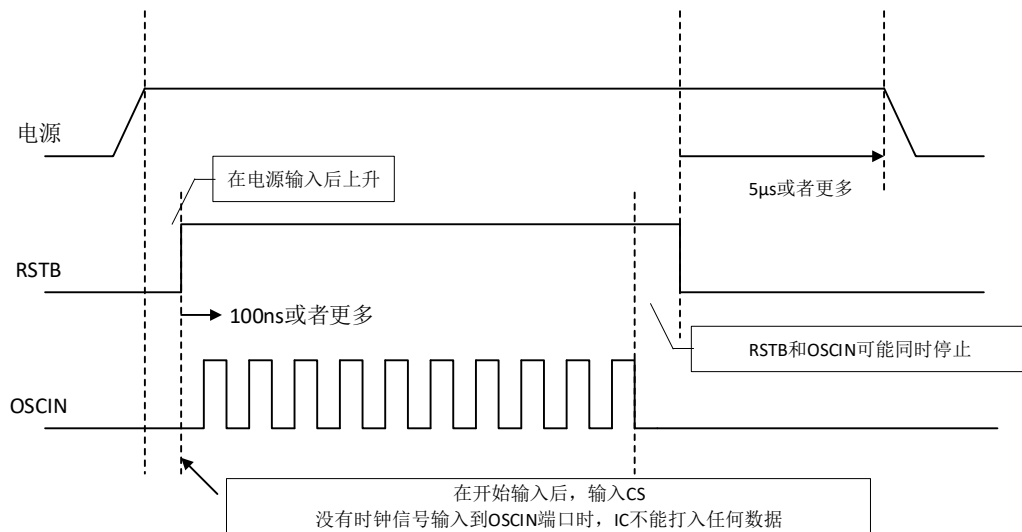 电源
在电源输入后上升
5μs或者更多
RSTB
100ns或者更多
RSTB和OSCIN可能同时停止
OSCIN
在开始输入后，输入CS
没有时钟信号输入到OSCIN端口时，IC不能打入任何数据